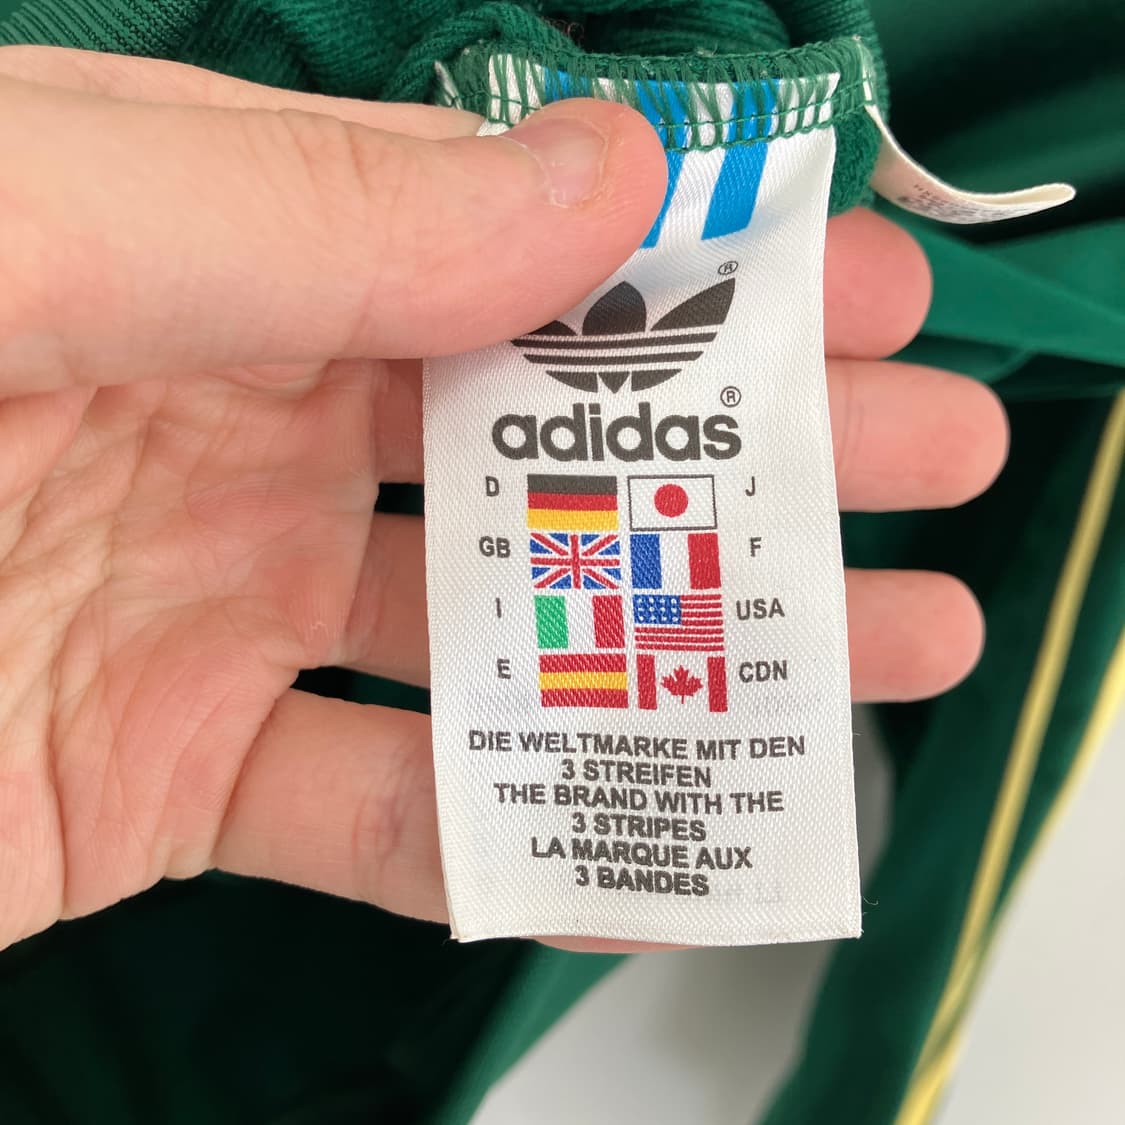 ®
adidas®
D J
GB F
I USA
E CDN
DIE WELTMARKE MIT DEN
3 STREIFEN
THE BRAND WITH THE
3 STRIPES
LA MARQUE AUX
3 BANDES